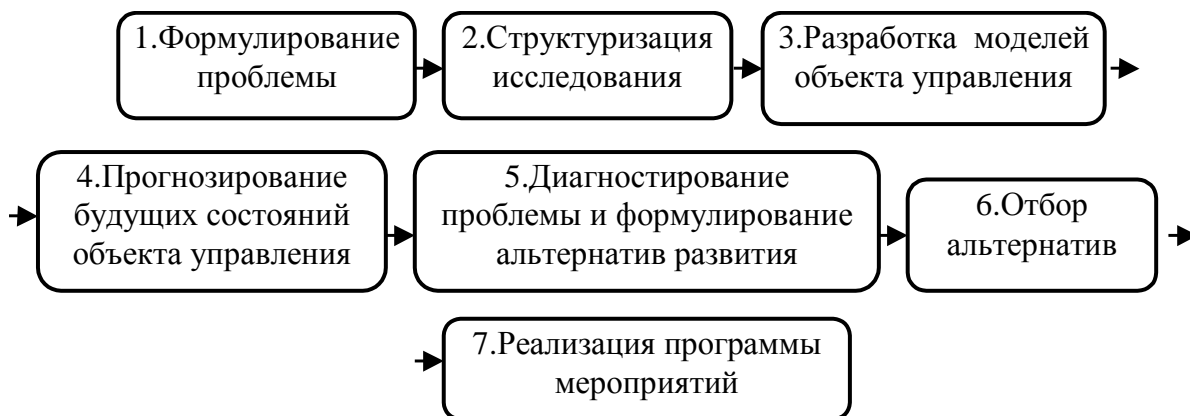 1.Формулирование
проблемы
2.Структуризация
исследования
3.Разработка моделей
объекта управления
4.Прогнозирование
будущих состояний
объекта управления
5.Диагностирование
проблемы и формулирование
альтернатив развития
6.Отбор
альтернатив
7.Реализация программы
мероприятий